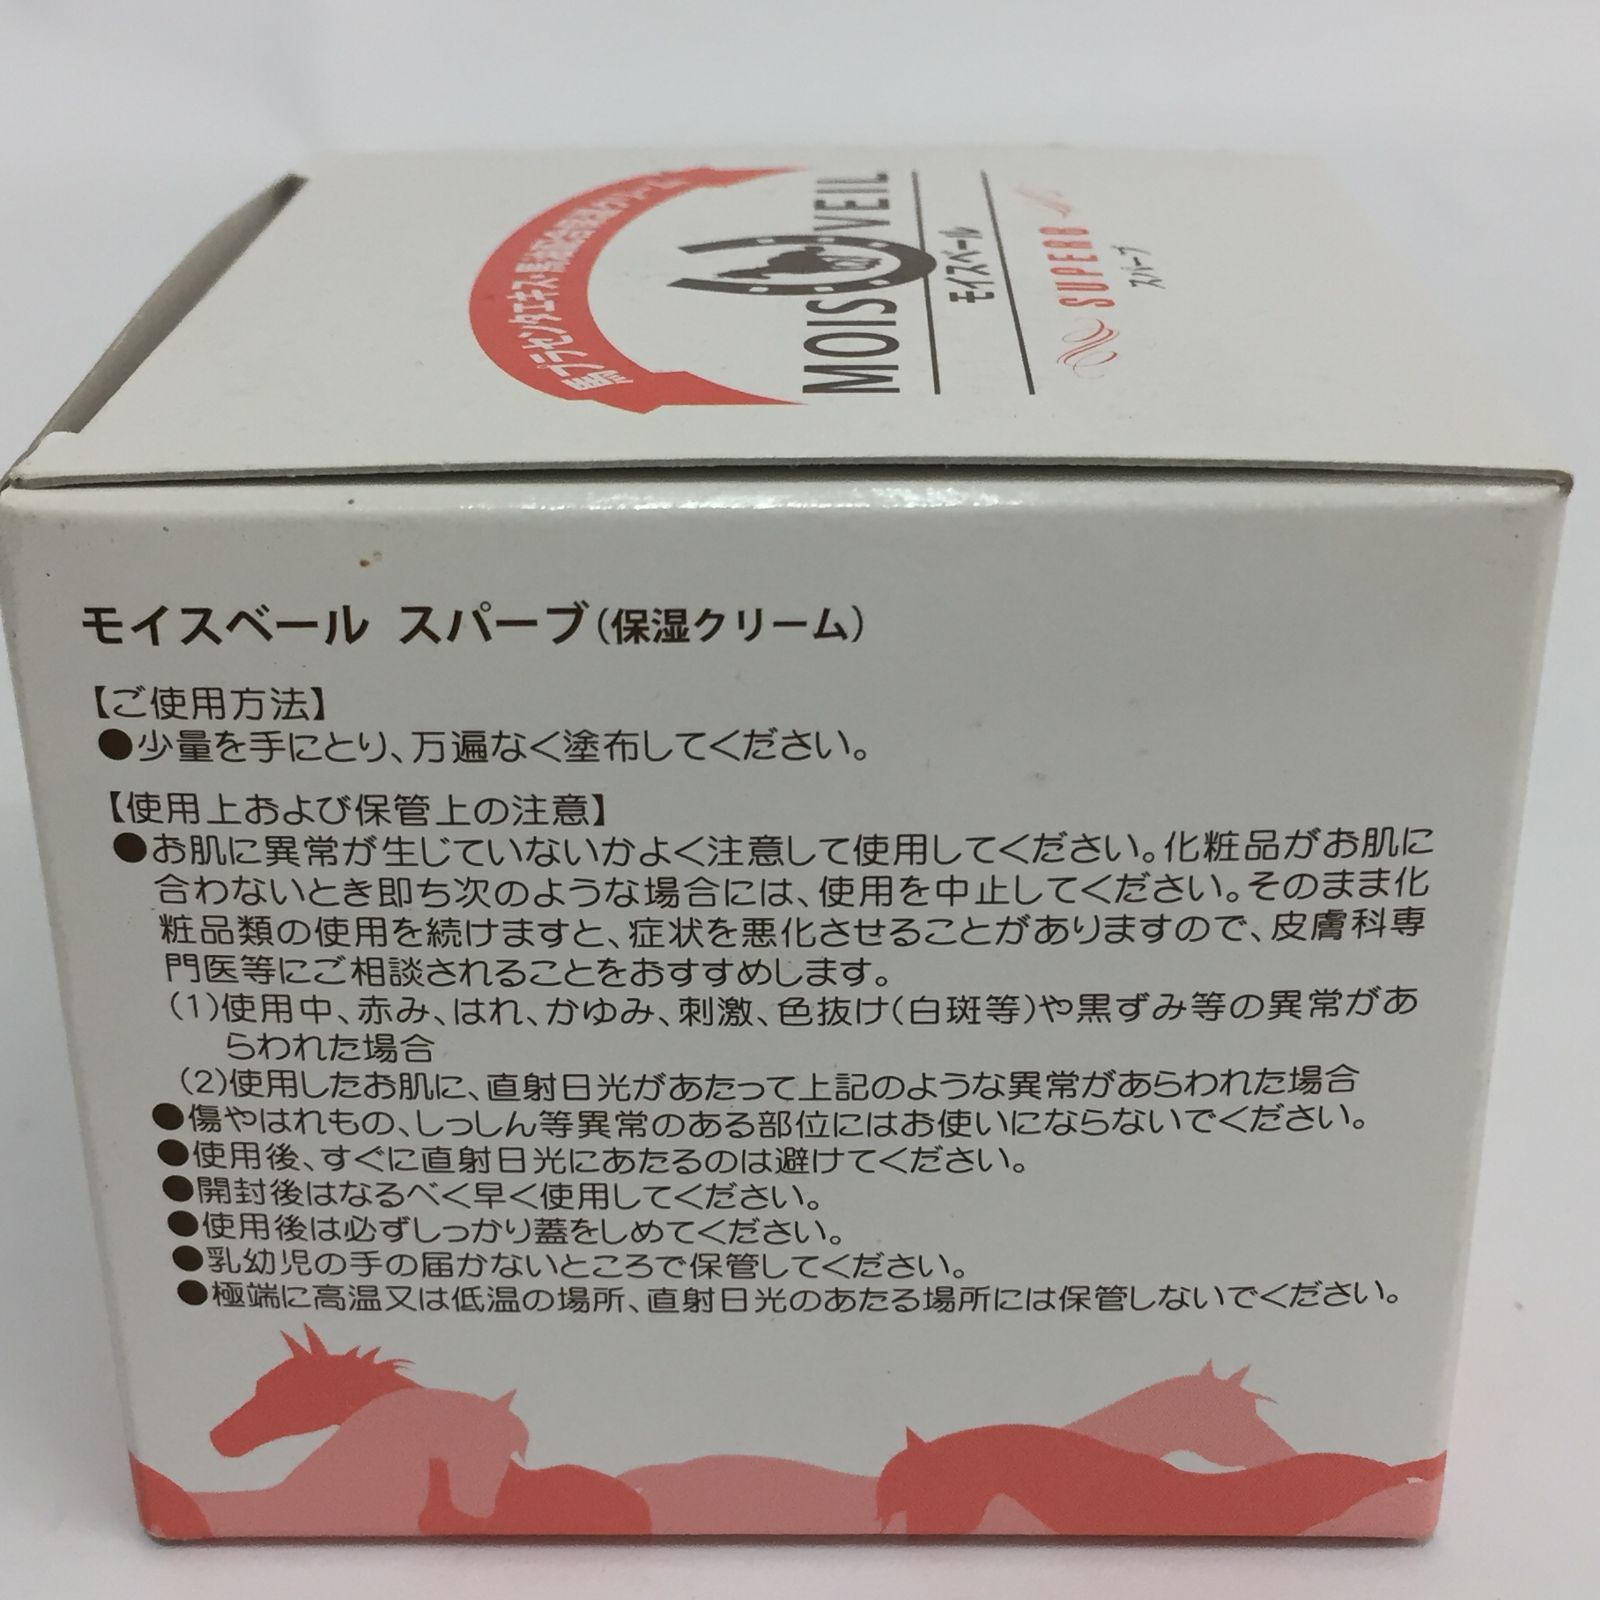 馬プラセンタエキス・馬油配合保湿クリーム
MOIS VEIL
モイスベール
SUPERB
スパーブ
モイスベール スパーブ(保湿クリーム)
【ご使用方法】
●少量を手にとり、万遍なく塗布してください。
【使用上および保管上の注意】
●お肌に異常が生じていないかよく注意して使用してください。化粧品がお肌に
合わないとき即ち次のような場合には、使用を中止してください。そのまま化
粧品類の使用を続けますと、症状を悪化させることがありますので、皮膚科専
門医等にご相談されることをおすすめします。
(1)使用中、赤み、はれ、かゆみ、刺激、色抜け(白斑等)や黒ずみ等の異常があ
らわれた場合
(2)使用したお肌に、直射日光があたって上記のような異常があらわれた場合
●傷やはれもの、しっしん等異常のある部位にはお使いにならないでください。
●使用後、すぐに直射日光にあたるのは避けてください。
●開封後はなるべく早く使用してください。
●使用後は必ずしっかり蓋をしめてください。
●乳幼児の手の届かないところで保管してください。
●極端に高温又は低温の場所、直射日光のあたる場所には保管しないでください。